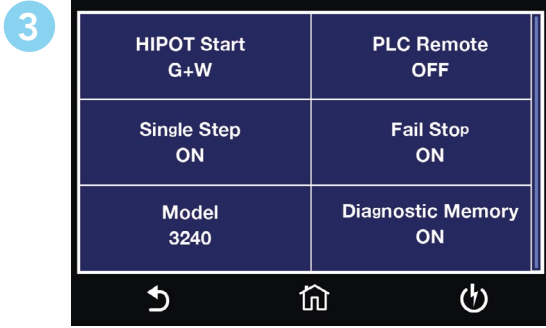 3
HIPOT Start
G+W
PLC Remote
OFF
Single Step
ON
Fail Stop
ON
Model
3240
Diagnostic Memory
ON